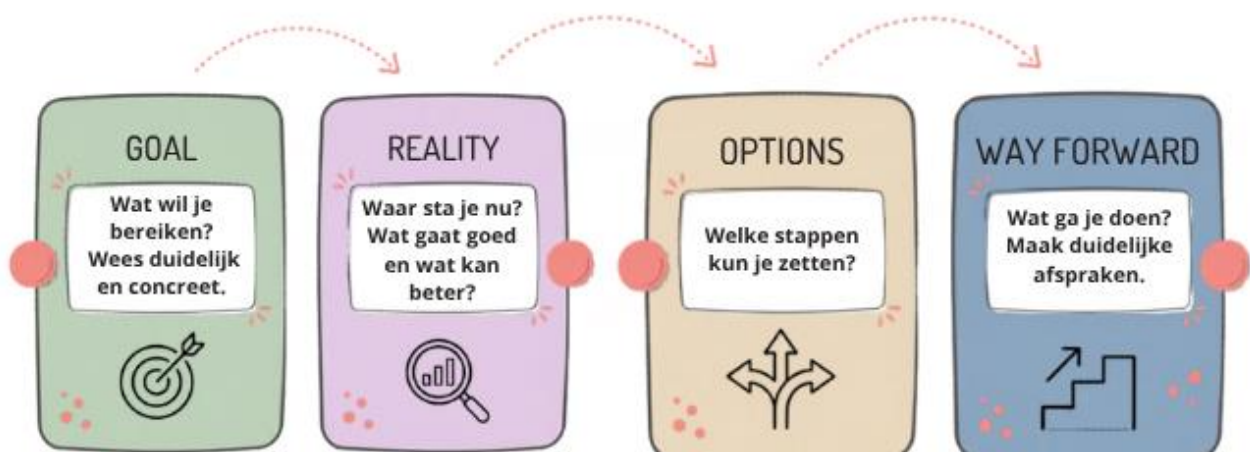 GOAL
Wat wil je
bereiken?
Wees duidelijk
en concreet.
REALITY
Waar sta je nu?
Wat gaat goed
en wat kan
beter?
OPTIONS
Welke stappen
kun je zetten?
WAY FORWARD
Wat ga je doen?
Maak duidelijke
afspraken.